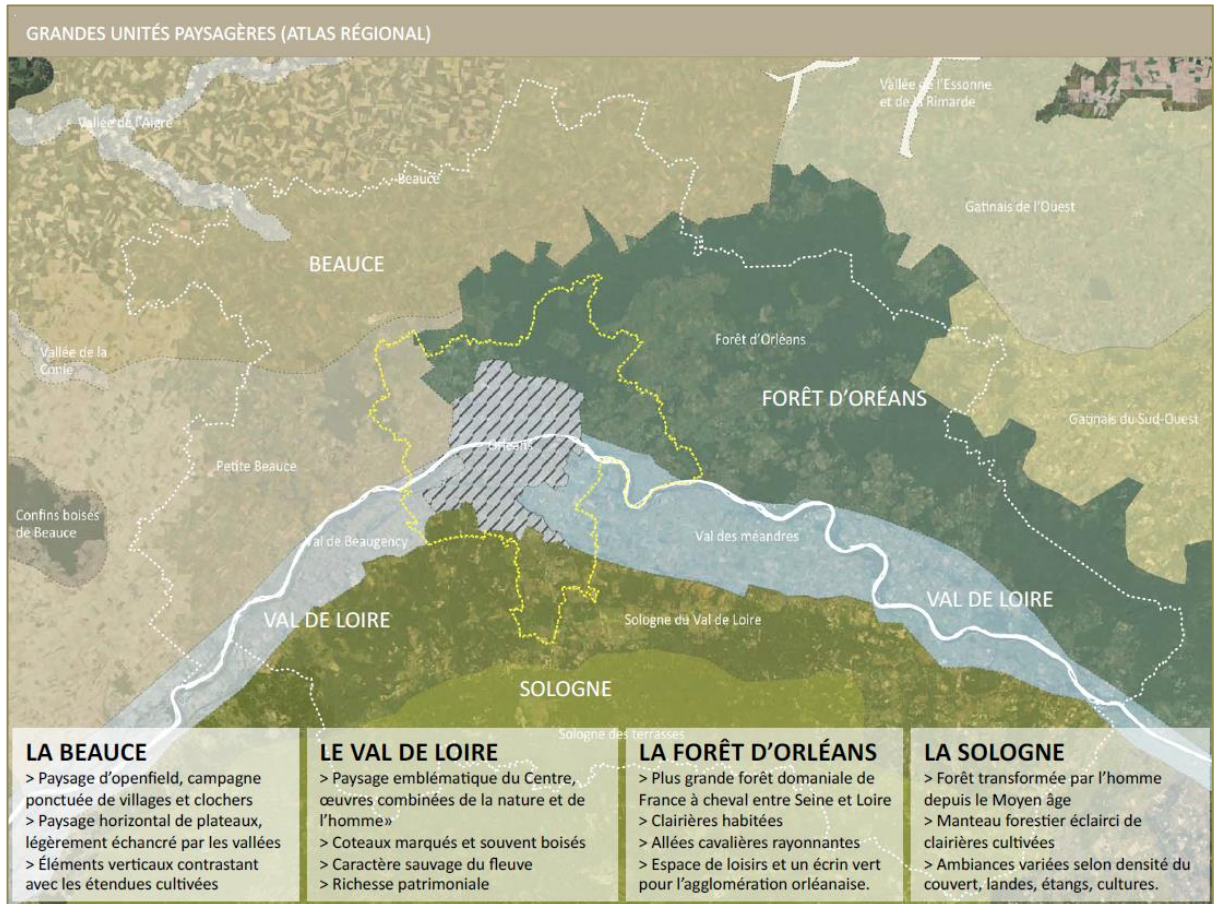 GRANDES UNITÉS PAYSAGÈRES (ATLAS RÉGIONAL)
Vallée de l'Essonne
et de la Rimarde
Vallée de l'Aigre
Beauce
Gatinais de l'Ouest
BEAUCE
Vallée de la
Conie
Forêt d'Orléans
FORÊT D'ORÉANS
Gatinais du Sud-Ouest
Orléans
Petite Beauce
Confins boisés
de Beauce
Val de Beaugency
Val des méandres
VAL DE LOIRE
VAL DE LOIRE
Sologne du Val de Loire
SOLOGNE
Sologne des terrasses
LA BEAUCE
> Paysage d'openfield, campagne
ponctuée de villages et clochers
> Paysage horizontal de plateaux,
légèrement échancré par les vallées
> Éléments verticaux contrastant
avec les étendues cultivées
LE VAL DE LOIRE
> Paysage emblématique du Centre,
œuvres combinées de la nature et de
l'homme»
> Coteaux marqués et souvent boisés
> Caractère sauvage du fleuve
> Richesse patrimoniale
LA FORÊT D'ORLÉANS
> Plus grande forêt domaniale de
France à cheval entre Seine et Loire
> Clairières habitées
> Allées cavalières rayonnantes
> Espace de loisirs et un écrin vert
pour l'agglomération orléanaise.
LA SOLOGNE
> Forêt transformée par l'homme
depuis le Moyen âge
> Manteau forestier éclairci de
clairières cultivées
> Ambiances variées selon densité du
couvert, landes, étangs, cultures.